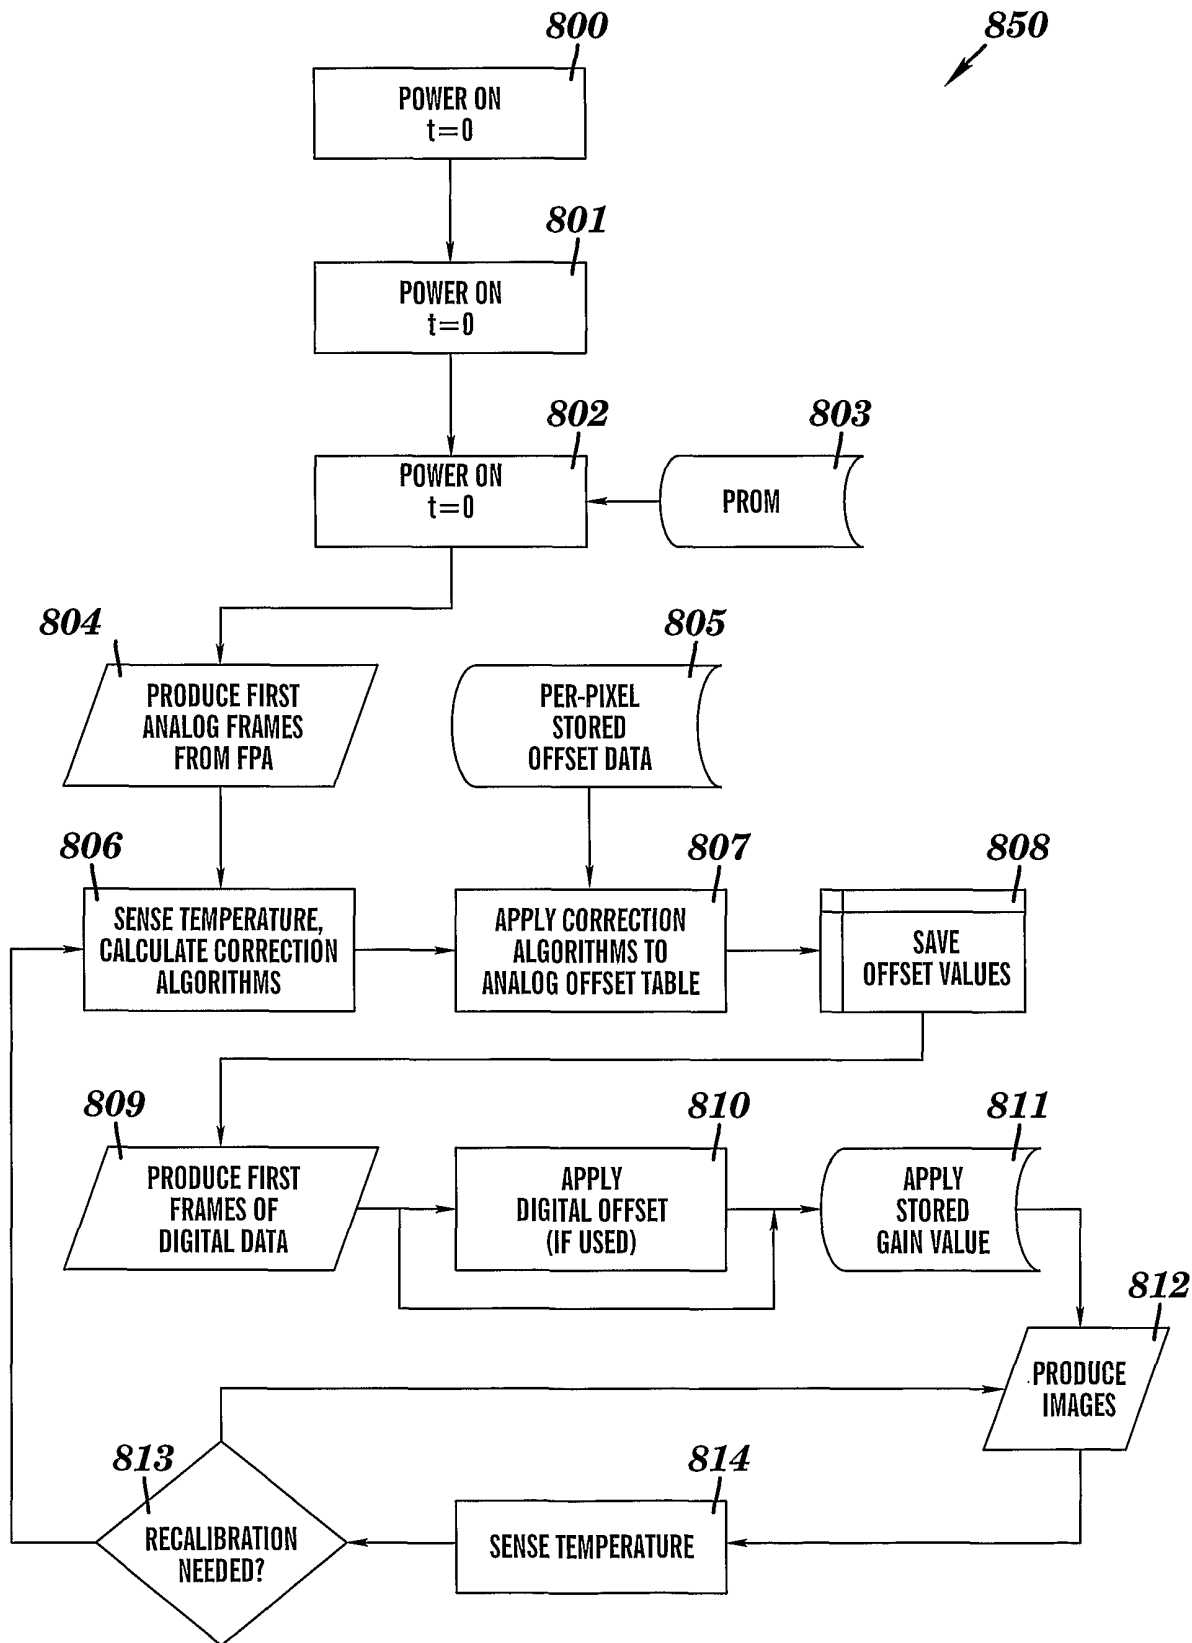 800
850
POWER ON
t=0
801
POWER ON
t=0
802
803
POWER ON
t=0
PROM
804
805
PRODUCE FIRST
ANALOG FRAMES
FROM FPA
PER-PIXEL
STORED
OFFSET DATA
806
807
808
SENSE TEMPERATURE,
CALCULATE CORRECTION
ALGORITHMS
APPLY CORRECTION
ALGORITHMS TO
ANALOG OFFSET TABLE
SAVE
OFFSET VALUES
809
810
811
PRODUCE FIRST
FRAMES OF
DIGITAL DATA
APPLY
DIGITAL OFFSET
(IF USED)
APPLY
STORED
GAIN VALUE
812
PRODUCE
IMAGES
813
814
RECALIBRATION
NEEDED?
SENSE TEMPERATURE